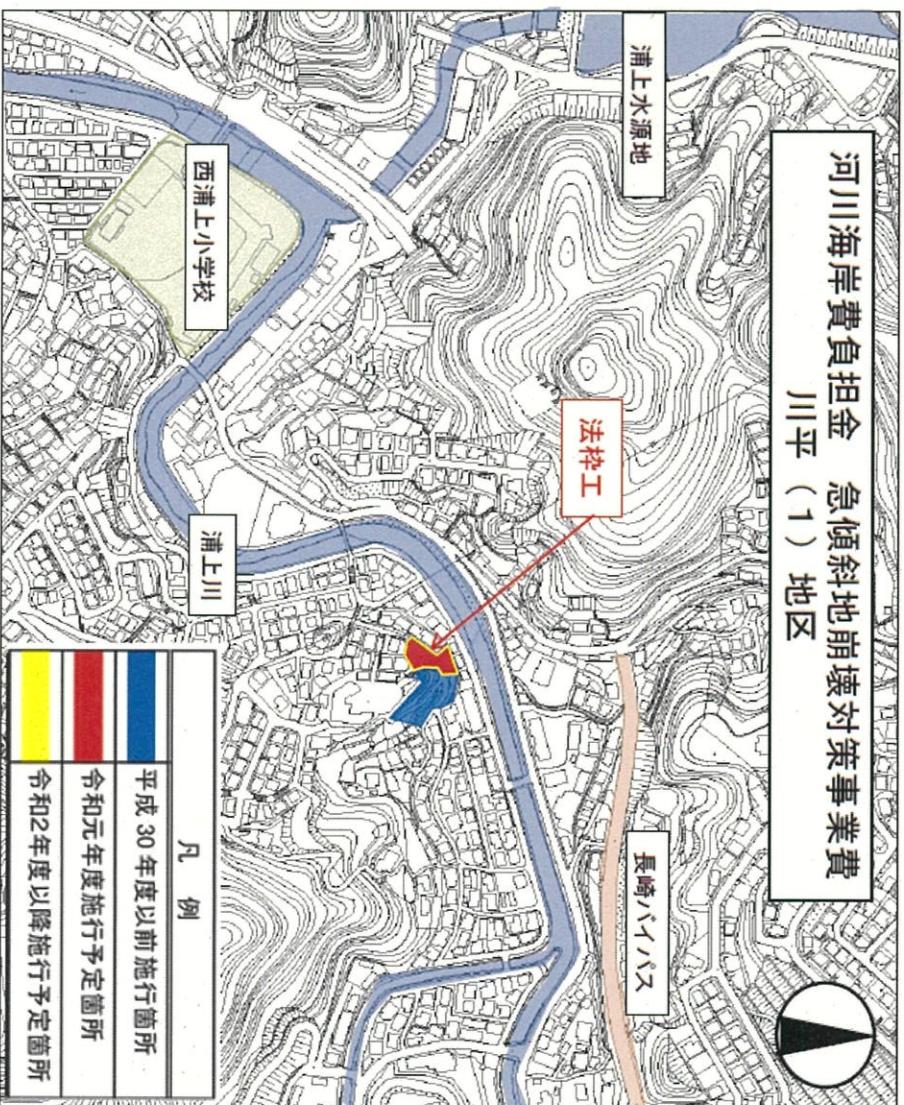 河川海岸費負担金　急傾斜地崩壊対策事業費
川平（１）地区
浦上水源地
西浦上小学校
法枠工
浦上川
長崎バイパス
凡　例
平成 30 年度以前施行箇所
令和元年度施行予定箇所
令和2年度以降施行予定箇所